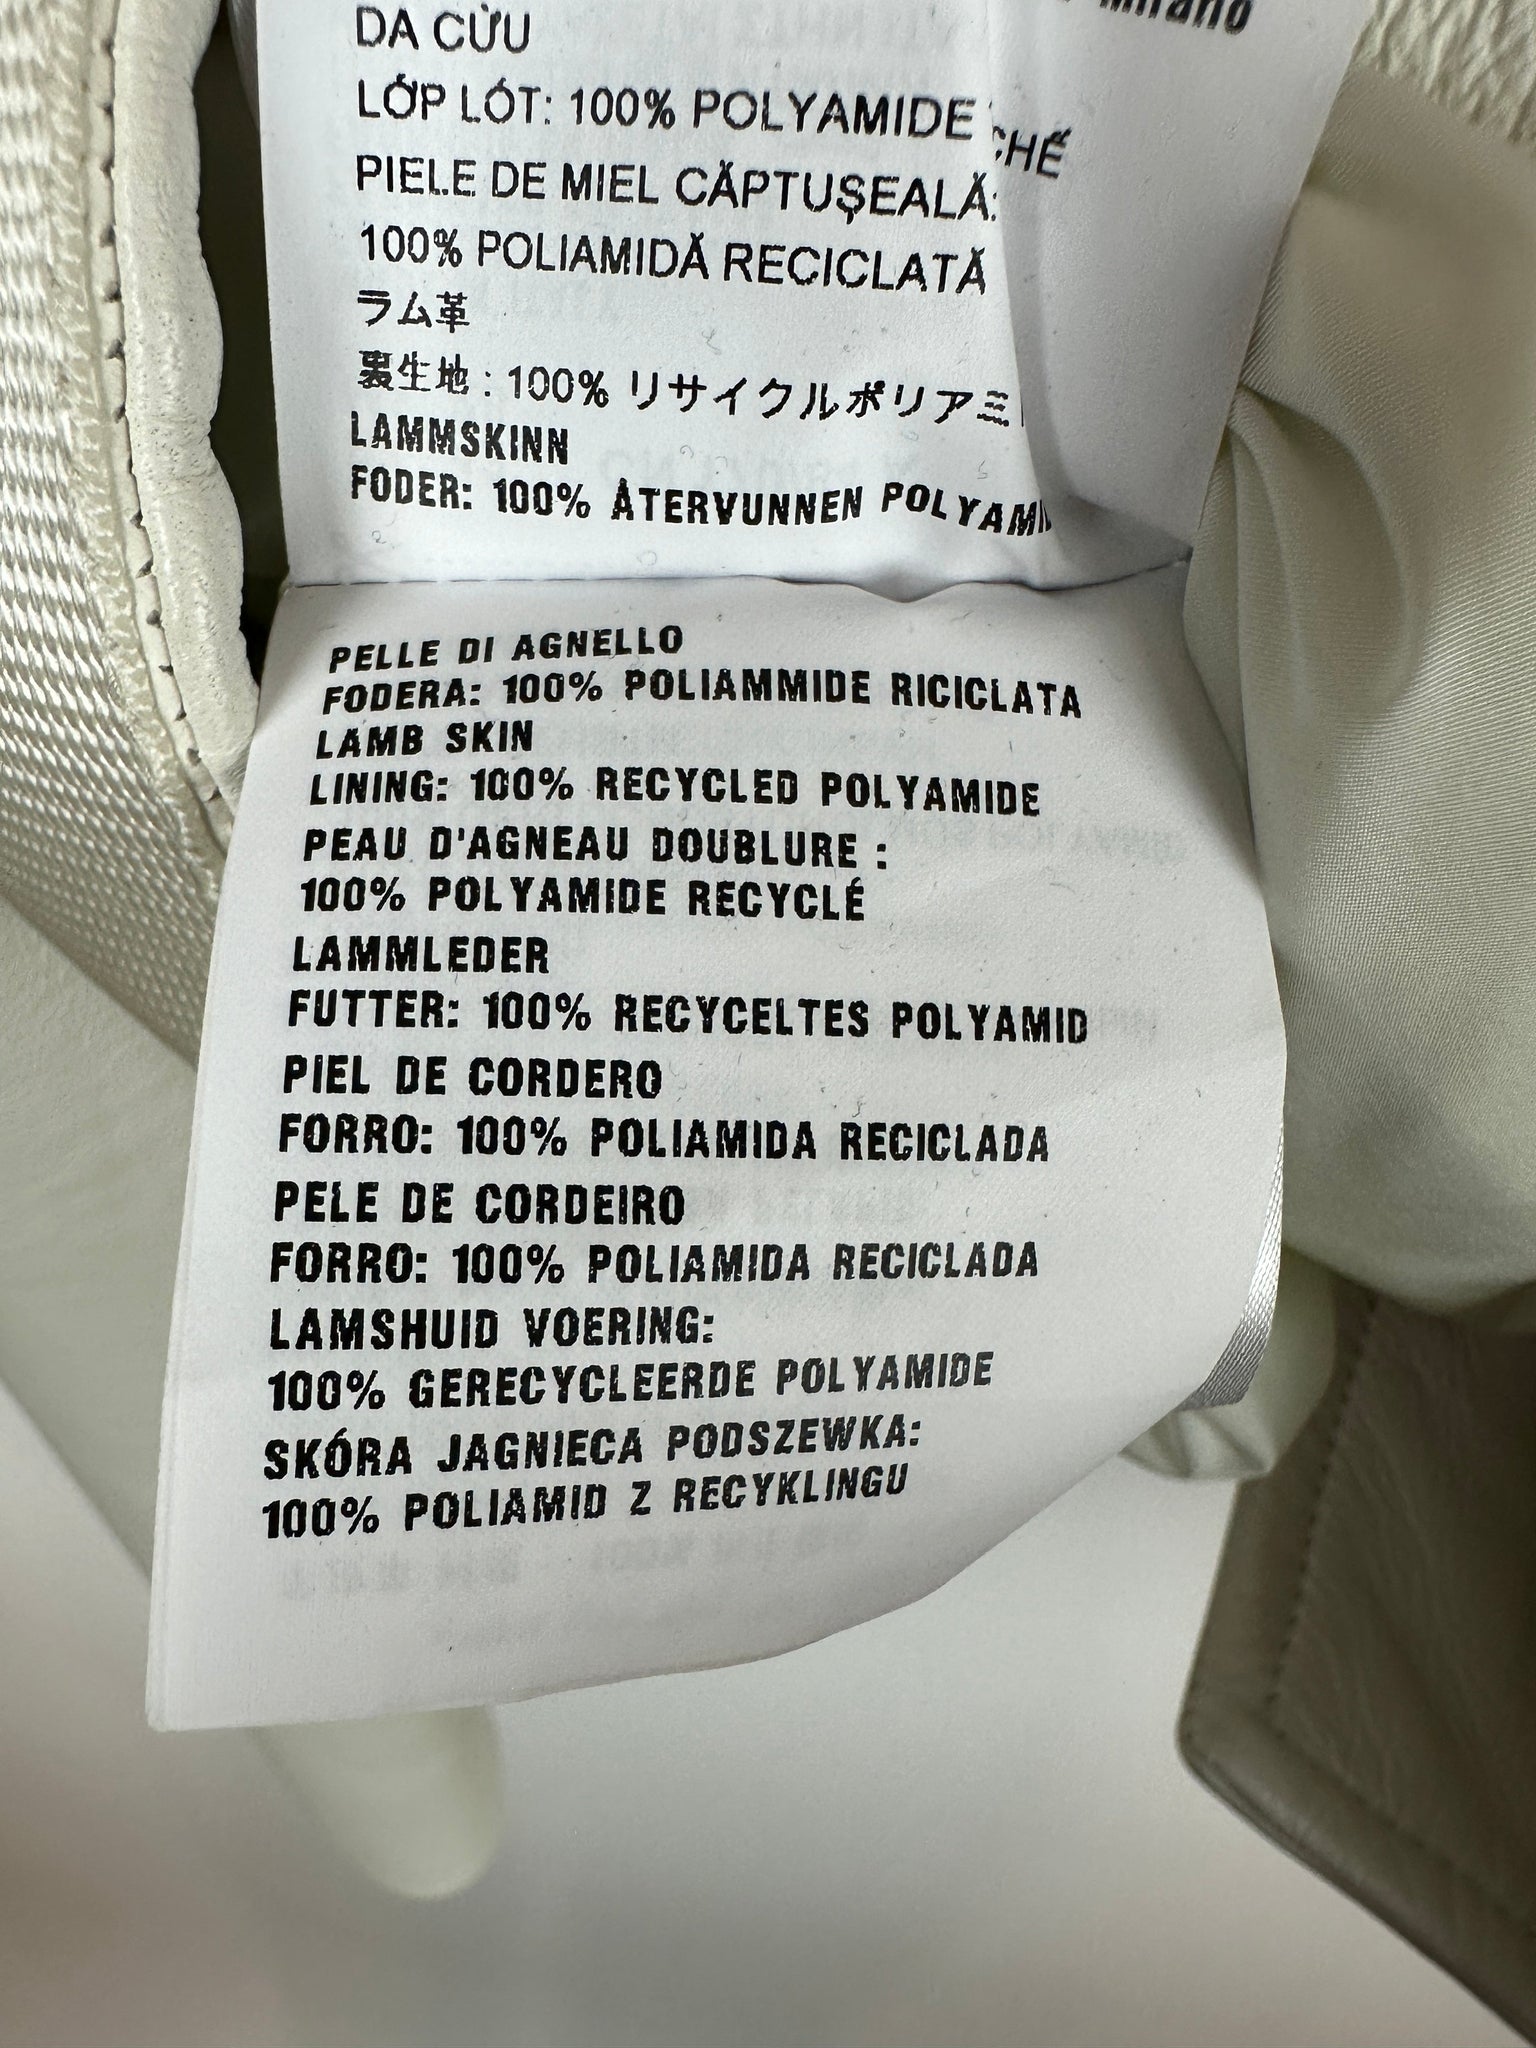 Milano
DA CỪU
LỚP LÓT: 100% POLYAMIDE CHẾ
PIELE DE MIEL CĂPTUȘEALĂ:
100% POLIAMIDĂ RECICLATĂ
ラム革
裏生地 : 100% リサイクルポリアミ
LAMMSKINN
FODER: 100% ÅTERVUNNEN POLYAMI
PELLE DI AGNELLO
FODERA: 100% POLIAMMIDE RICICLATA
LAMB SKIN
LINING: 100% RECYCLED POLYAMIDE
PEAU D'AGNEAU DOUBLURE :
100% POLYAMIDE RECYCLÉ
LAMMLEDER
FUTTER: 100% RECYCELTES POLYAMID
PIEL DE CORDERO
FORRO: 100% POLIAMIDA RECICLADA
PELE DE CORDEIRO
FORRO: 100% POLIAMIDA RECICLADA
LAMSHUID VOERING:
100% GERECYCLEERDE POLYAMIDE
SKÓRA JAGNIECA PODSZEWKA:
100% POLIAMID Z RECYKLINGU